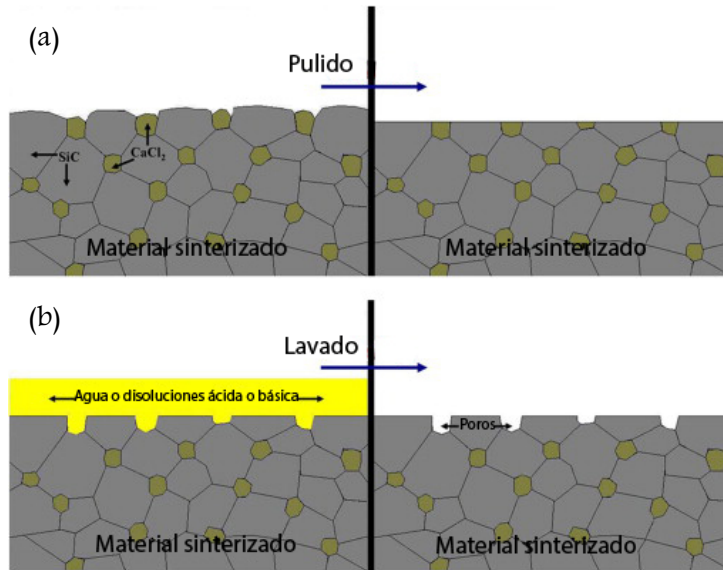 (a)
Pulido
SiC
CaCl₂
Material sinterizado
Material sinterizado
(b)
Lavado
Agua o disoluciones ácida o básica
Poros
Material sinterizado
Material sinterizado